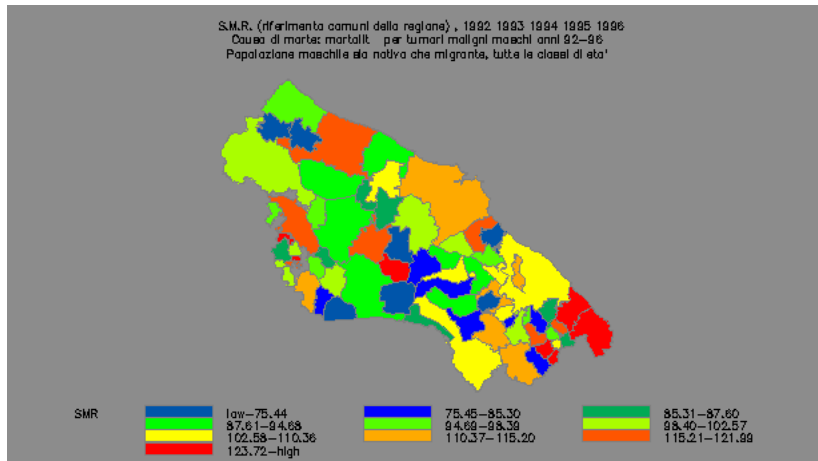 S.M.R. (riferimento comuni della regione) , 1992 1993 1994 1995 1996
Causa di morte: mortalit per tumori maligni maschi anni 92-96
Popolazione maschile sia nativa che migrante, tutte le classi di eta'
SMR
low-75.44 75.45-85.30 85.31-87.60
87.61-94.68 94.69-98.39 98.40-102.57
102.58-110.36 110.37-115.20 115.21-121.99
123.72-high